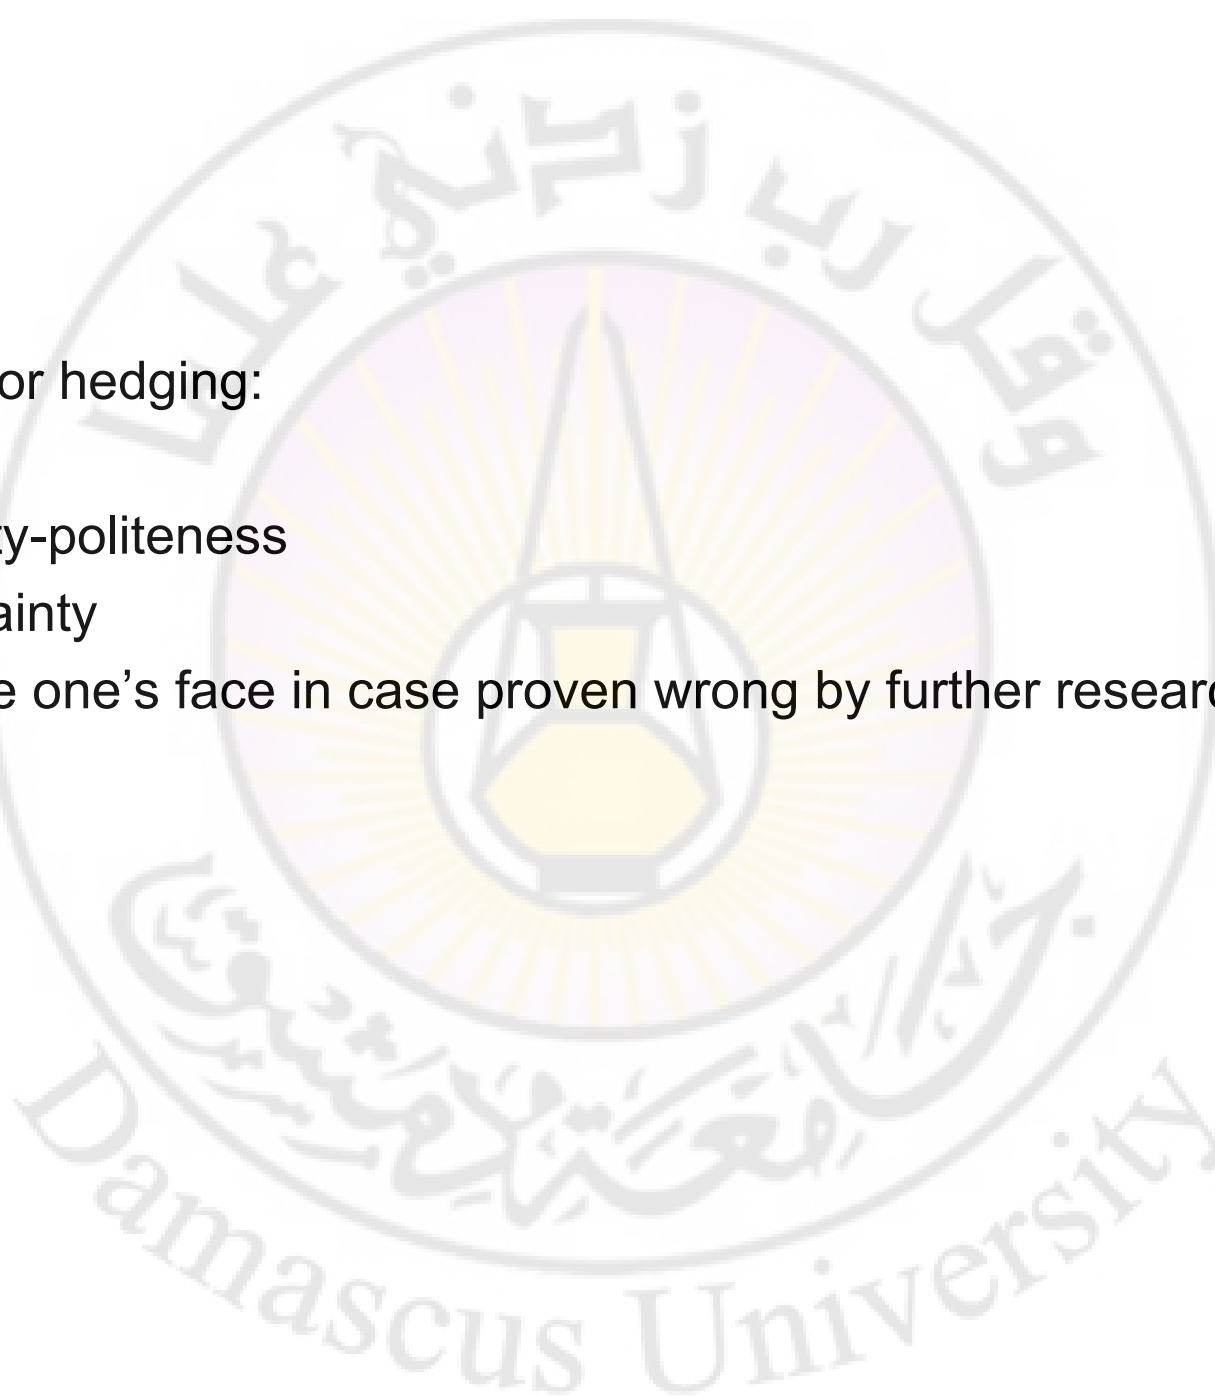 وقل رب زدني علما
or hedging:
ty-politeness
ainty
e one's face in case proven wrong by further researc
جامعة دمشق
Damascus University